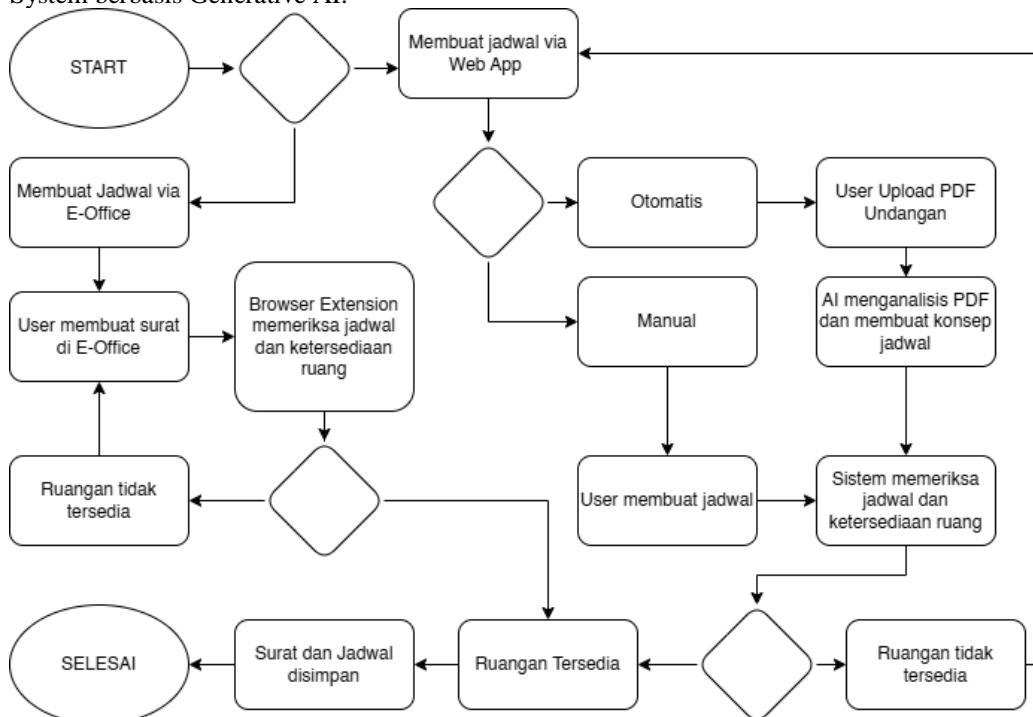 System berbasis Generative AI.
START
Membuat jadwal via
Web App
Membuat Jadwal via
E-Office
Otomatis
User Upload PDF
Undangan
User membuat surat
di E-Office
Browser Extension
memeriksa jadwal
dan ketersediaan
ruang
Manual
AI menganalisis PDF
dan membuat konsep
jadwal
Ruangan tidak
tersedia
User membuat jadwal
Sistem memeriksa
jadwal dan
ketersediaan ruang
SELESAI
Surat dan Jadwal
disimpan
Ruangan Tersedia
Ruangan tidak
tersedia